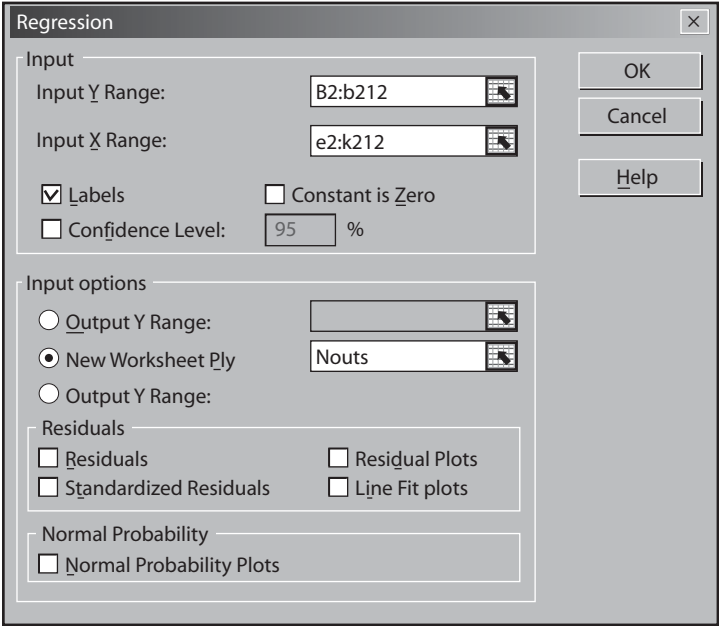 Regression
Input
Input Y Range:
B2:b212
OK
Cancel
Input X Range:
e2:k212
Help
Labels
Constant is Zero
Confidence Level:
95
%
Input options
Output Y Range:
New Worksheet Ply
Nouts
Output Y Range:
Residuals
Residuals
Residual Plots
Standardized Residuals
Line Fit plots
Normal Probability
Normal Probability Plots